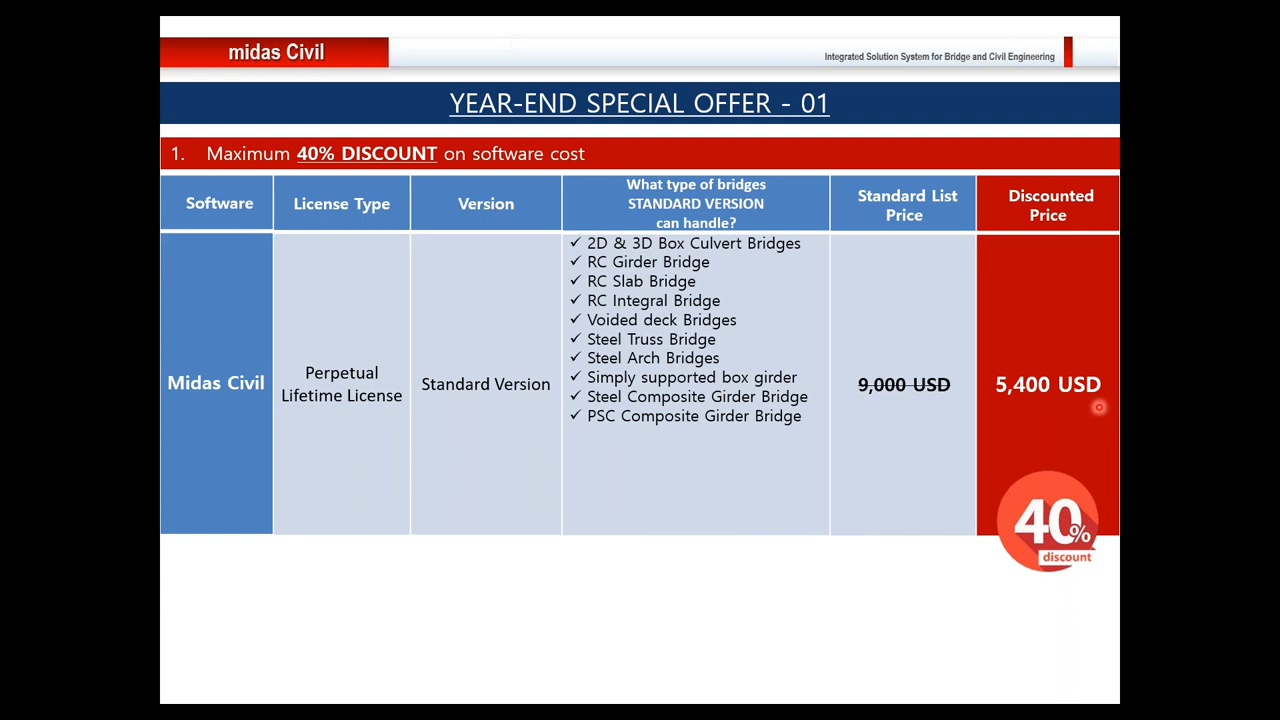 midas Civil
Integrated Solution System for Bridge and Civil Engineering
YEAR-END SPECIAL OFFER - 01
1. Maximum 40% DISCOUNT on software cost
Software
License Type
Version
What type of bridges
STANDARD VERSION
can handle?
Standard List
Price
Discounted
Price
Midas Civil
Perpetual
Lifetime License
Standard Version
✓ 2D & 3D Box Culvert Bridges
✓ RC Girder Bridge
✓ RC Slab Bridge
✓ RC Integral Bridge
✓ Voided deck Bridges
✓ Steel Truss Bridge
✓ Steel Arch Bridges
✓ Simply supported box girder
✓ Steel Composite Girder Bridge
✓ PSC Composite Girder Bridge
9,000 USD
5,400 USD
40%
discount